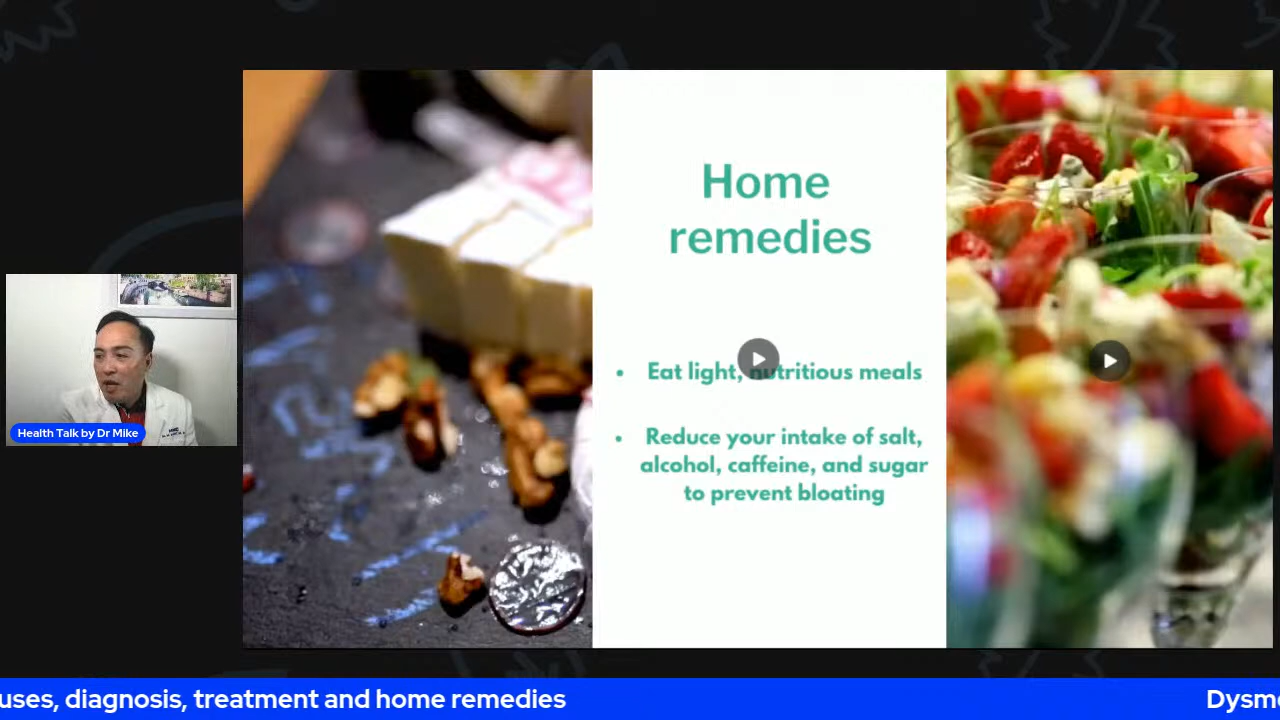 Home
remedies
• Eat light, nutritious meals
• Reduce your intake of salt,
alcohol, caffeine, and sugar
to prevent bloating
Health Talk by Dr Mike
uses, diagnosis, treatment and home remedies
Dysm